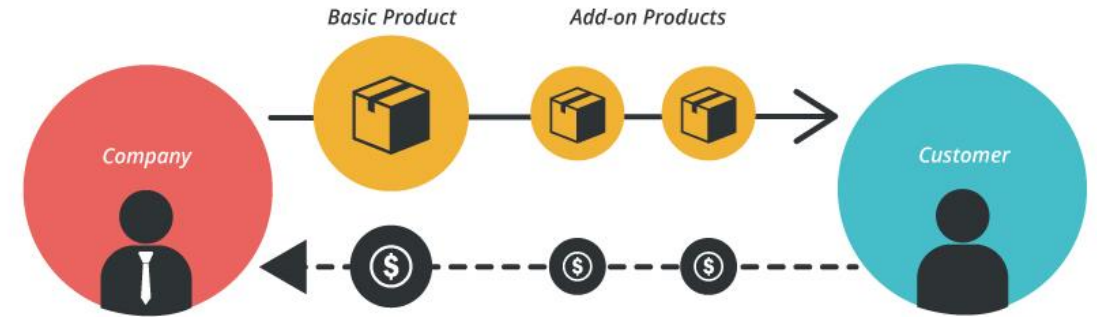 Basic Product
Add-on Products
Company
Customer
$
$
$